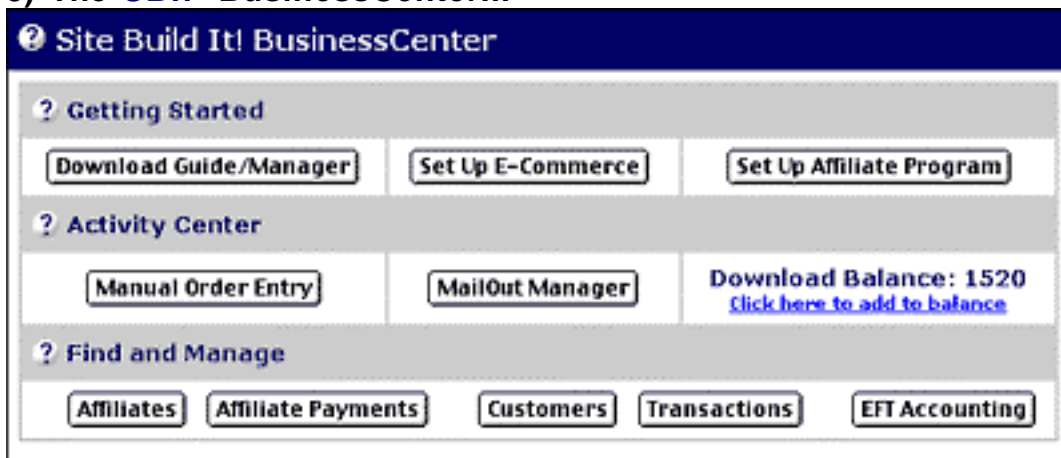 Site Build It! BusinessCenter
? Getting Started
Download Guide/Manager Set Up E-Commerce Set Up Affiliate Program
? Activity Center
Manual Order Entry MailOut Manager Download Balance: 1520
Click here to add to balance
? Find and Manage
Affiliates Affiliate Payments Customers Transactions EFT Accounting